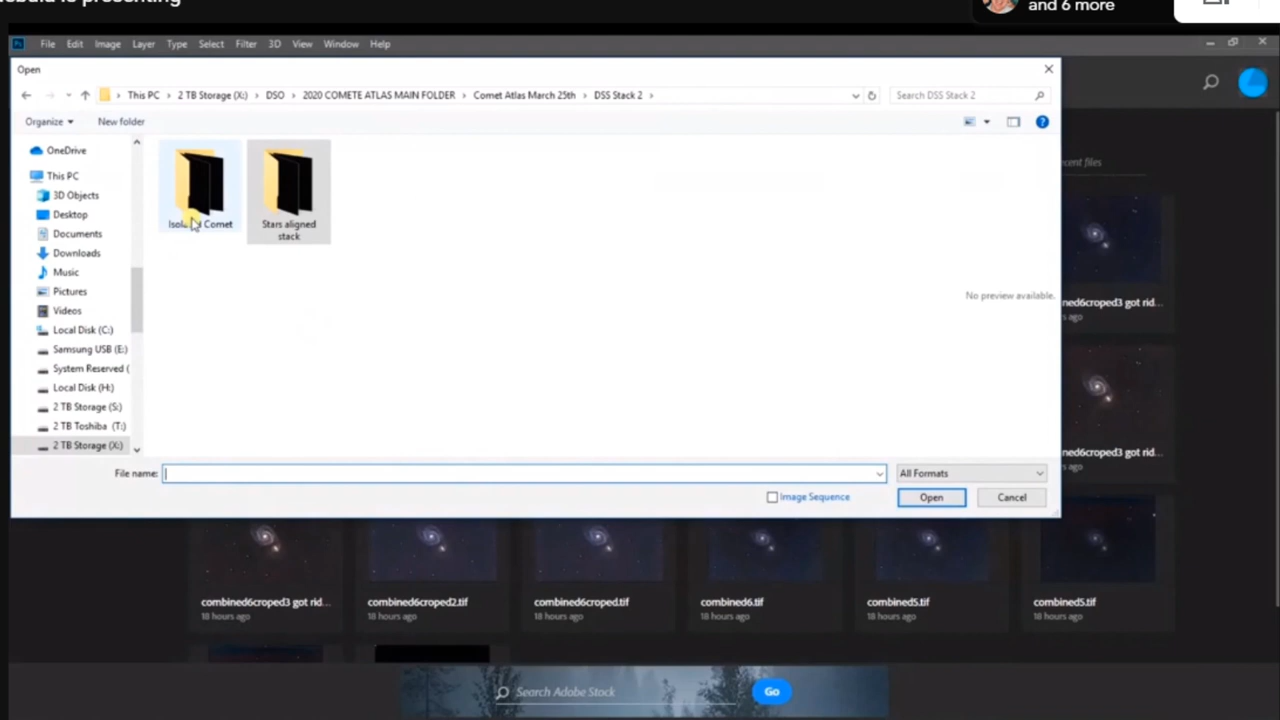 is presenting
and 6 more
Ps File Edit Image Layer Type Select Filter 3D View Window Help
Open
This PC > 2 TB Storage (X:) > DSO > 2020 COMETE ATLAS MAIN FOLDER > Comet Atlas March 25th > DSS Stack 2 >
Search DSS Stack 2
Organize
New folder
OneDrive
This PC
3D Objects
Desktop
Documents
Downloads
Music
Pictures
Videos
Local Disk (C:)
Samsung USB (E:)
System Reserved (
Local Disk (H:)
2 TB Storage (S:)
2 TB Toshiba (T:)
2 TB Storage (X:)
Comet
Stars aligned
stack
No preview available.
File name:
All Formats
Image Sequence
Open
Cancel
files
got rid...
ago
got rid...
ago
combined6croped3 got rid...
18 hours ago
combined6croped2.tif
18 hours ago
combined6croped.tif
18 hours ago
combined6.tif
18 hours ago
combined5.tif
18 hours ago
combined5.tif
18 hours ago
Search Adobe Stock
Go